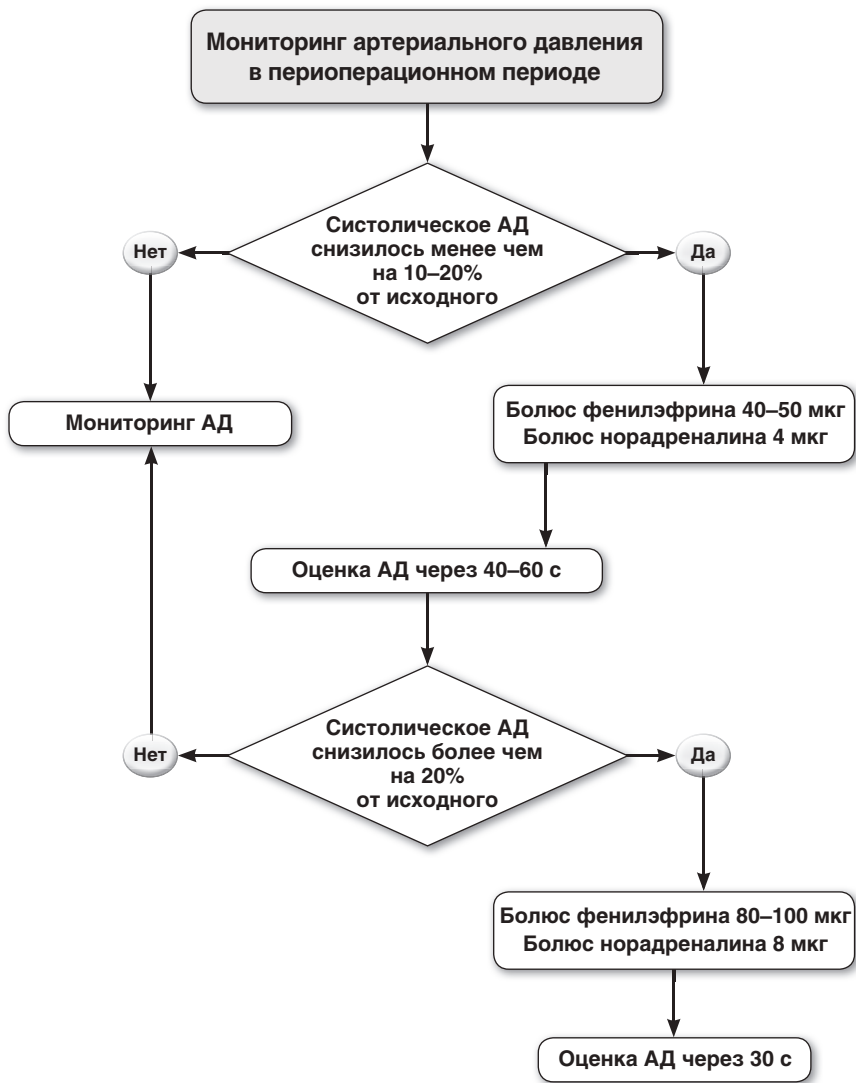 Мониторинг артериального давления
в периоперационном периоде
Систолическое АД
снизилось менее чем
на 10–20%
от исходного
Нет
Да
Мониторинг АД
Болюс фенилэфрина 40–50 мкг
Болюс норадреналина 4 мкг
Оценка АД через 40–60 с
Систолическое АД
снизилось более чем
на 20%
от исходного
Нет
Да
Болюс фенилэфрина 80–100 мкг
Болюс норадреналина 8 мкг
Оценка АД через 30 с